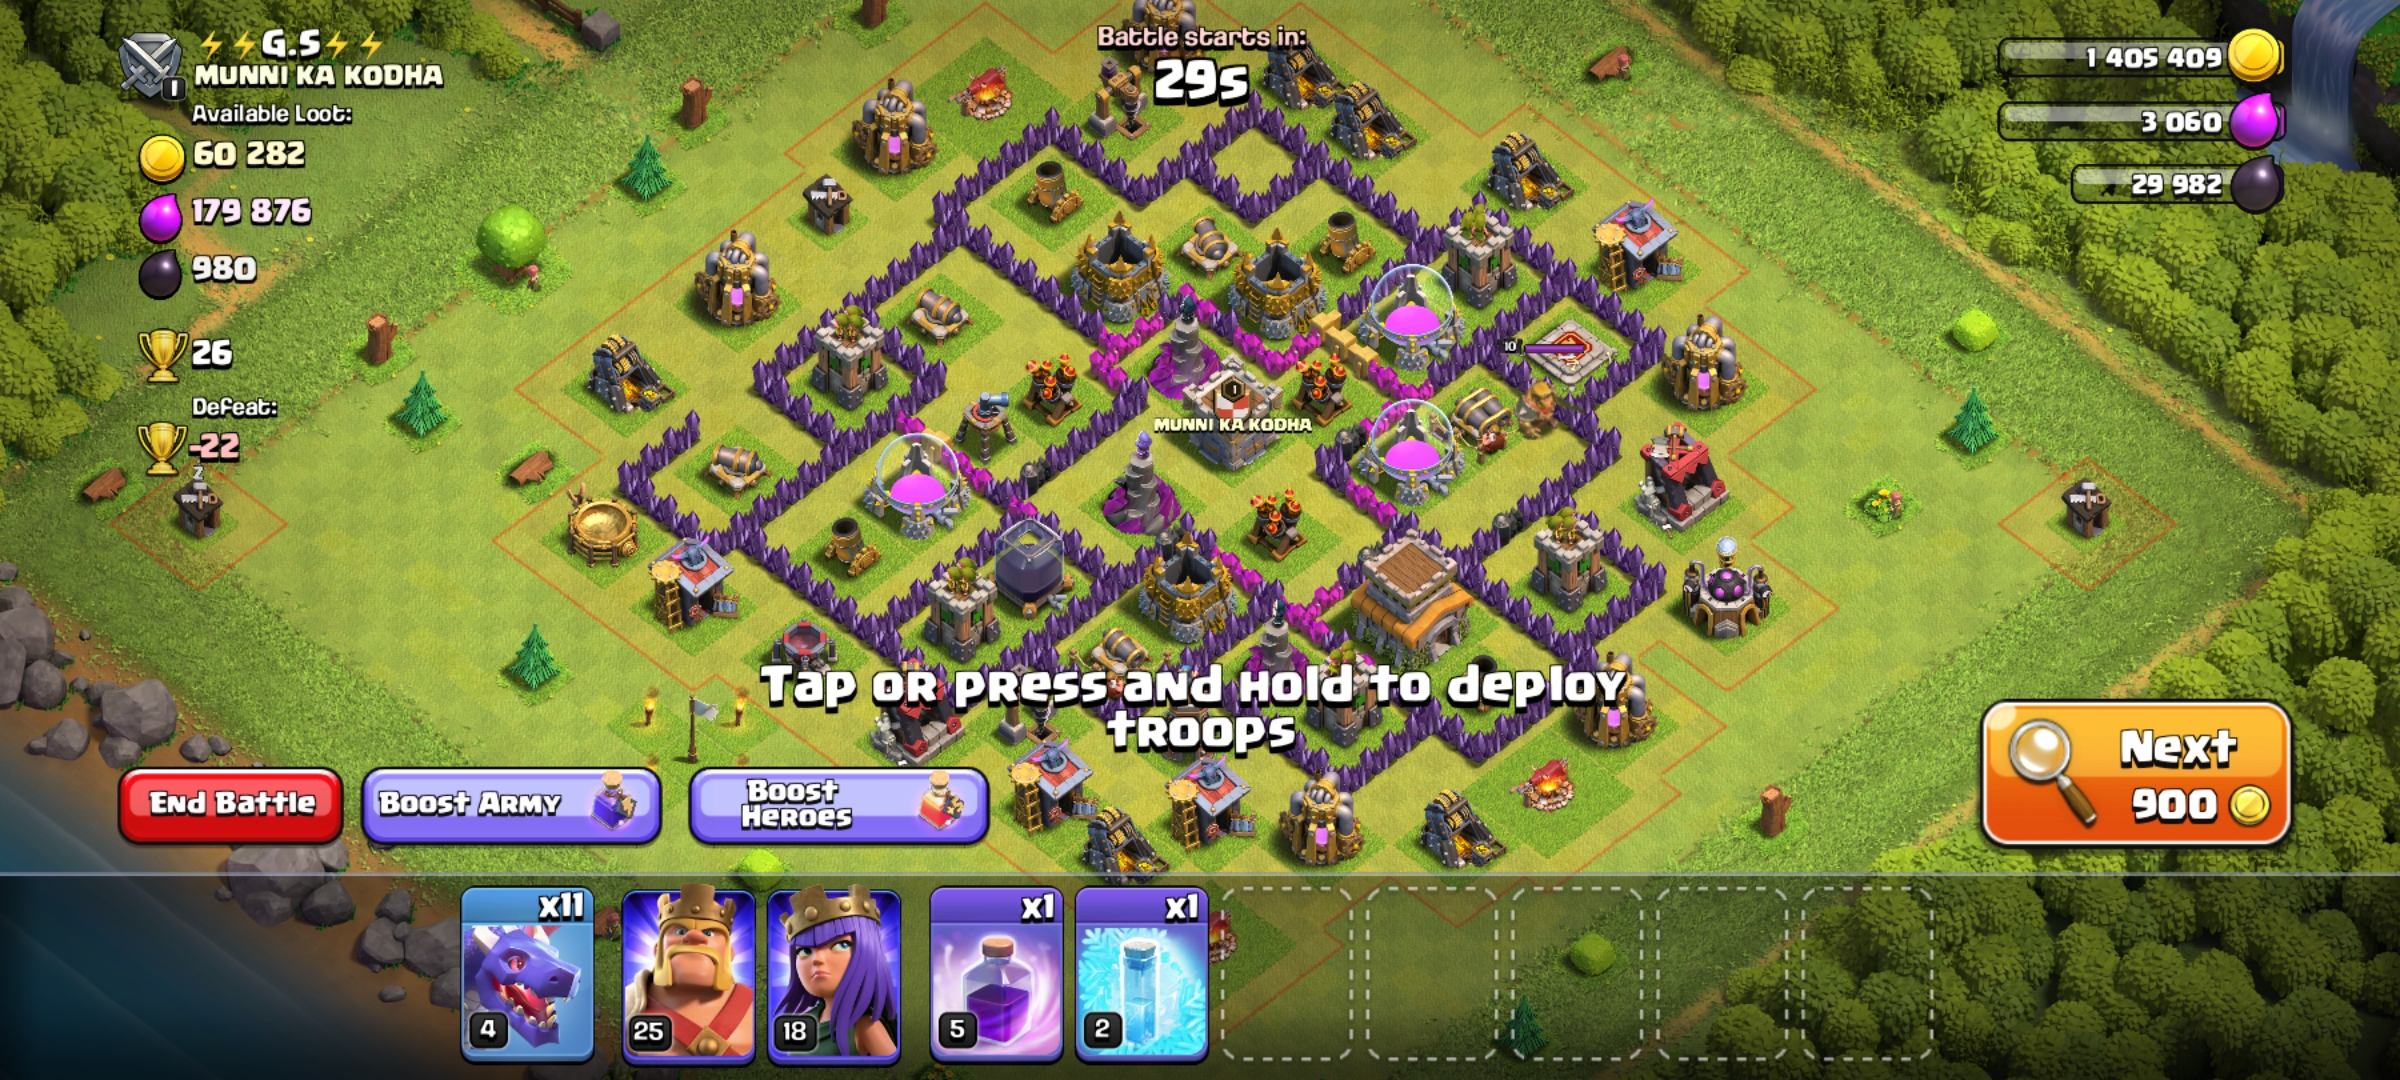 G.S
MUNNI KA KODHA
Available Loot:
60 282
179 876
980
26
Defeat:
-22
z
I
Battle starts in:
29s
1 405 409
3 060
29 982
10
1
MUNNI KA KODHA
Tap or press and hold to deploy
troops
End Battle
Boost Army
Boost
Heroes
Next
900
x11
4
25
18
x1
5
x1
2